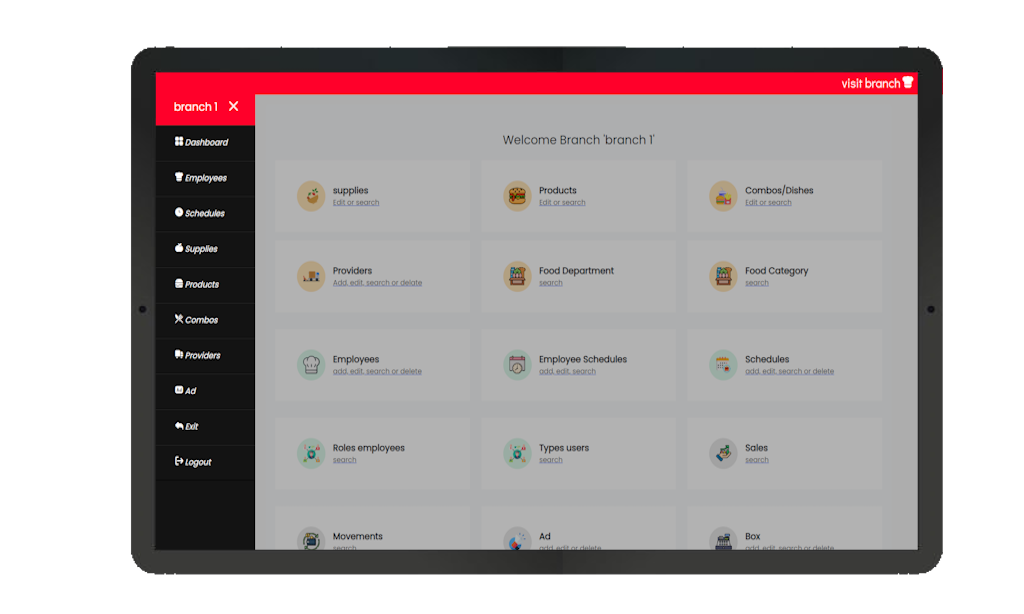 visit branch
branch 1
Dashboard
Employees
Schedules
Supplies
Products
Combos
Providers
Ad
Exit
Logout
Welcome Branch 'branch 1'
supplies
Edit or search
Products
Edit or search
Combos/Dishes
Edit or search
Providers
Add, edit, search or delate
Food Department
search
Food Category
search
Employees
add, edit, search or delete
Employee Schedules
add, edit, search
Schedules
add, edit, search or delete
Roles employees
search
Types users
search
Sales
search
Movements
search
Ad
add, edit or delete
Box
add, edit, search or delete